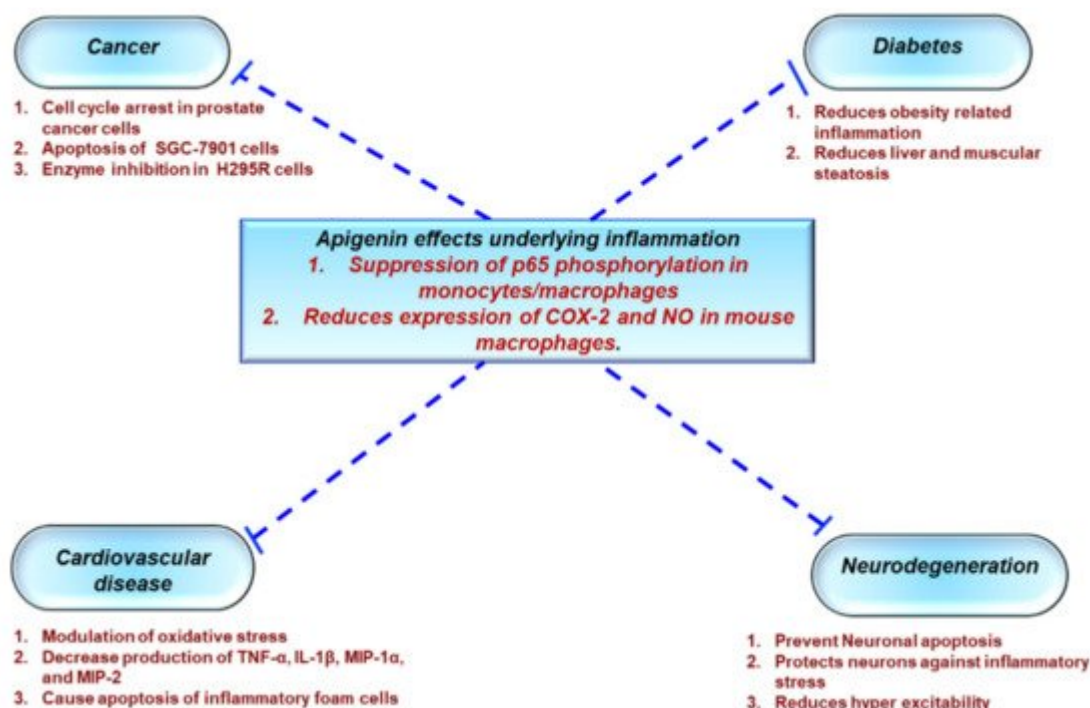 Cancer
1. Cell cycle arrest in prostate
cancer cells
2. Apoptosis of SGC-7901 cells
3. Enzyme inhibition in H295R cells
Diabetes
1. Reduces obesity related
inflammation
2. Reduces liver and muscular
steatosis
Apigenin effects underlying inflammation
1. Suppression of p65 phosphorylation in
monocytes/macrophages
2. Reduces expression of COX-2 and NO in mouse
macrophages.
Cardiovascular
disease
1. Modulation of oxidative stress
2. Decrease production of TNF-α, IL-1β, MIP-1α,
and MIP-2
3. Cause apoptosis of inflammatory foam cells
Neurodegeneration
1. Prevent Neuronal apoptosis
2. Protects neurons against inflammatory
stress
3. Reduces hyper excitability